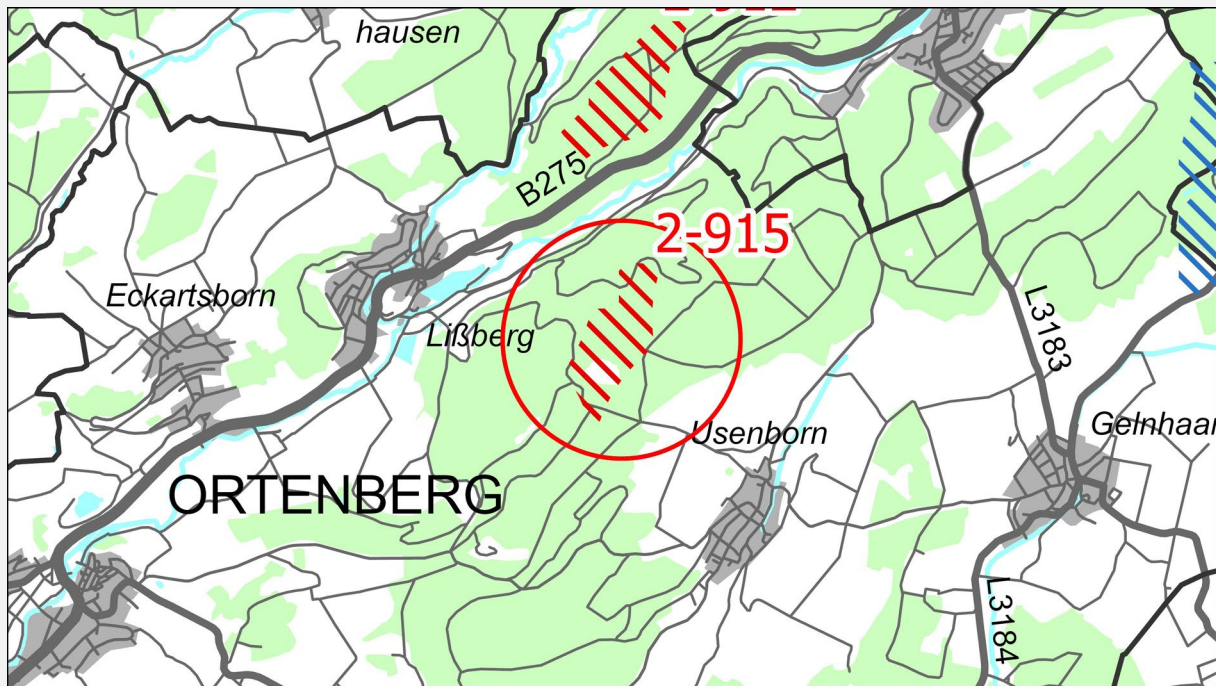 hausen
B275
2-915
Eckartsborn
Lißberg
L3183
Usenborn
Gelnhaar
ORTENBERG
L3184